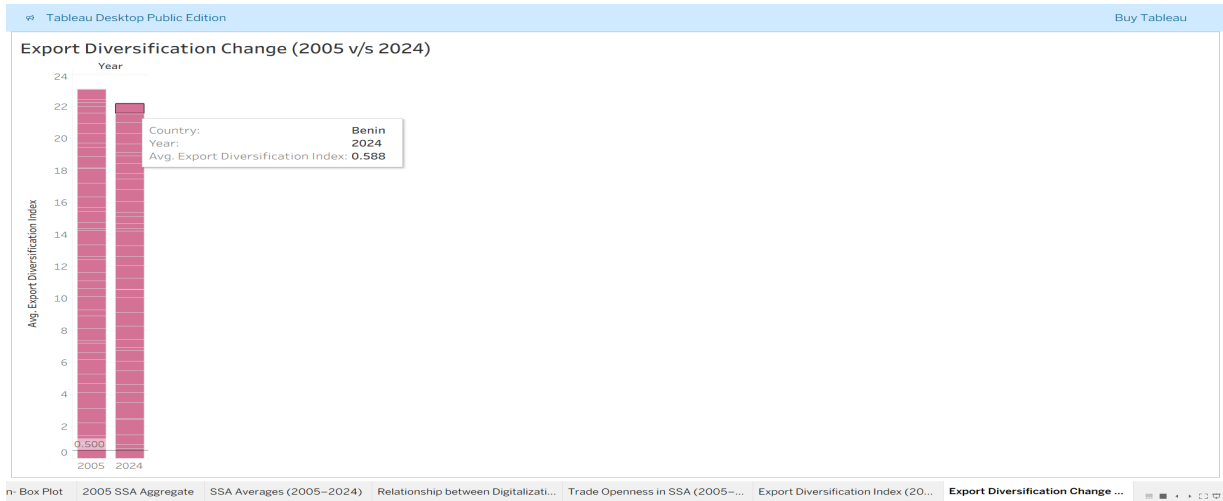 Tableau Desktop Public Edition
Buy Tableau
Export Diversification Change (2005 v/s 2024)
Year
24
22
20
18
16
14
12
10
8
6
4
2
0
Avg. Export Diversification Index
0.500
2005 2024
Country: Benin
Year: 2024
Avg. Export Diversification Index: 0.588
n- Box Plot 2005 SSA Aggregate SSA Averages (2005–2024) Relationship between Digitalizati... Trade Openness in SSA (2005–... Export Diversification Index (20... Export Diversification Change ...